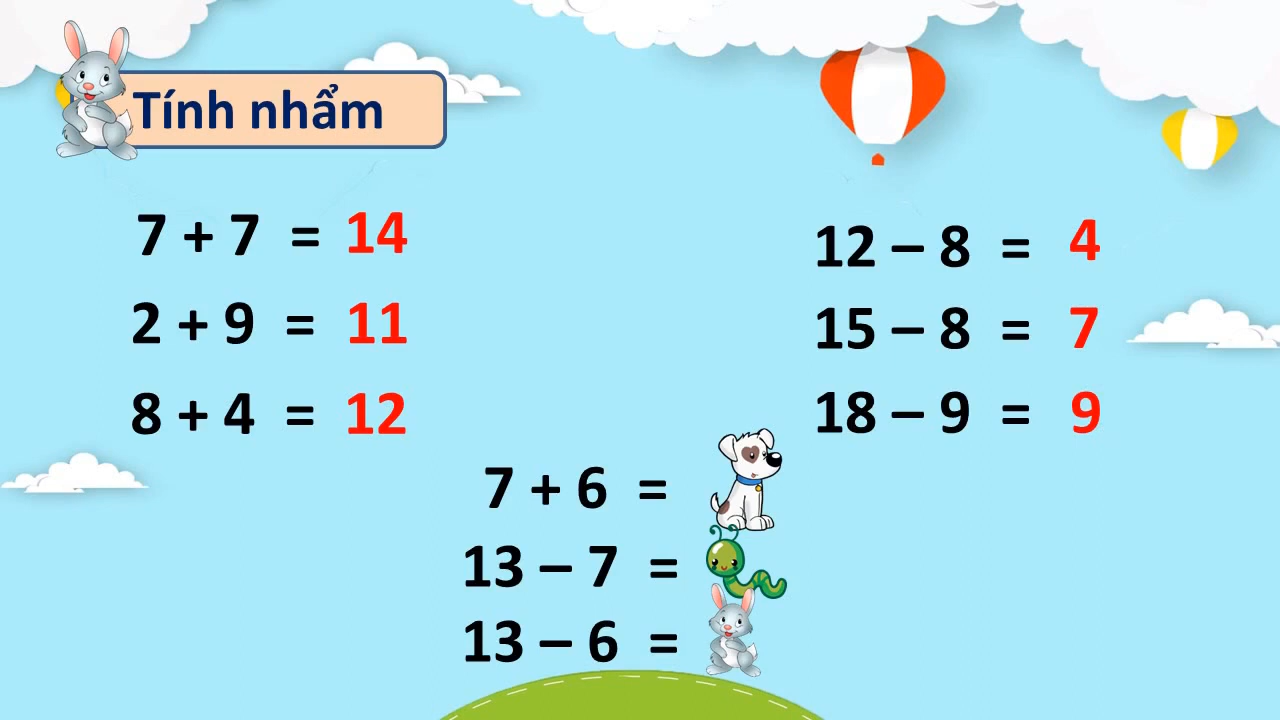 Tính nhẩm
7 + 7 = 14
2 + 9 = 11
8 + 4 = 12
12 – 8 = 4
15 – 8 = 7
18 – 9 = 9
7 + 6 =
13 – 7 =
13 – 6 =